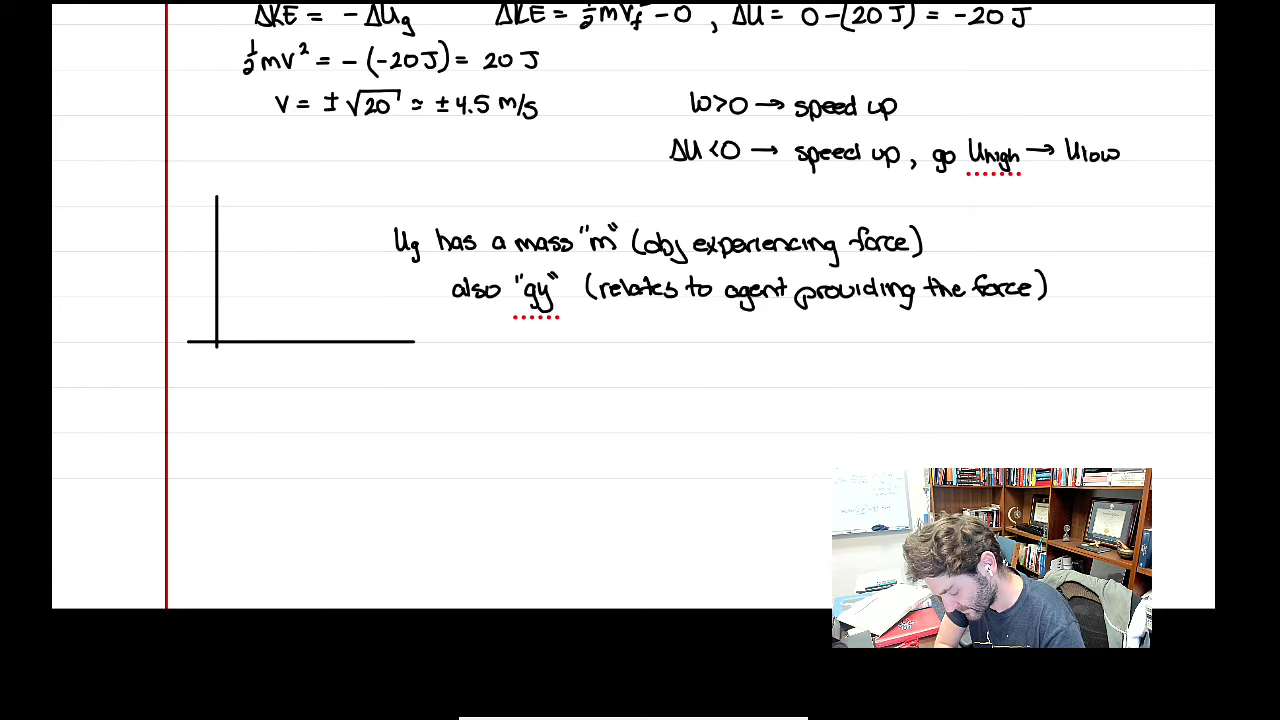 ΔKE = -ΔUg ΔKE = ½mVf² - 0 , ΔU = 0-(20 J) = -20 J
½mv² = -(-20J) = 20 J
v = ±√20 ≈ ±4.5 m/s
W>0 → speed up
ΔU<0 → speed up, go Uhigh → Ulow
Ug has a mass "m" (obj experiencing force)
also "gy" (relates to agent providing the force)